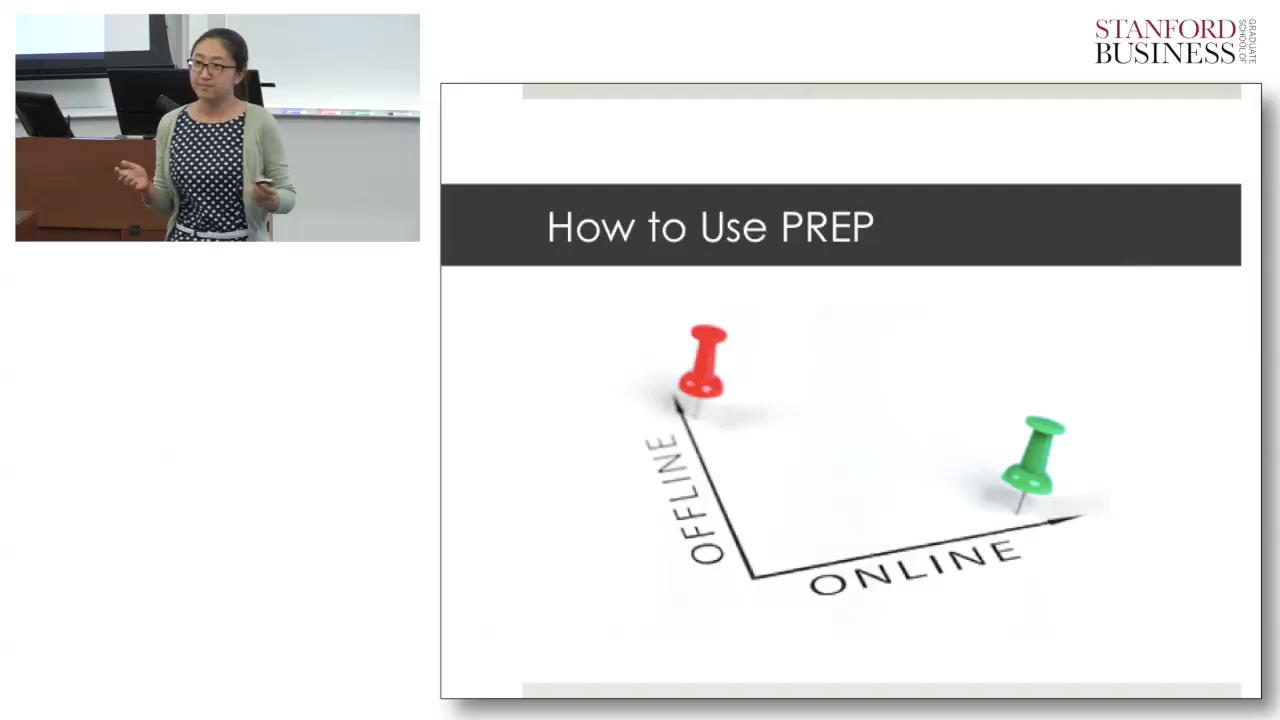 STANFORD
BUSINESS
GRADUATE
SCHOOL OF
How to Use PREP
OFFLINE
ONLINE